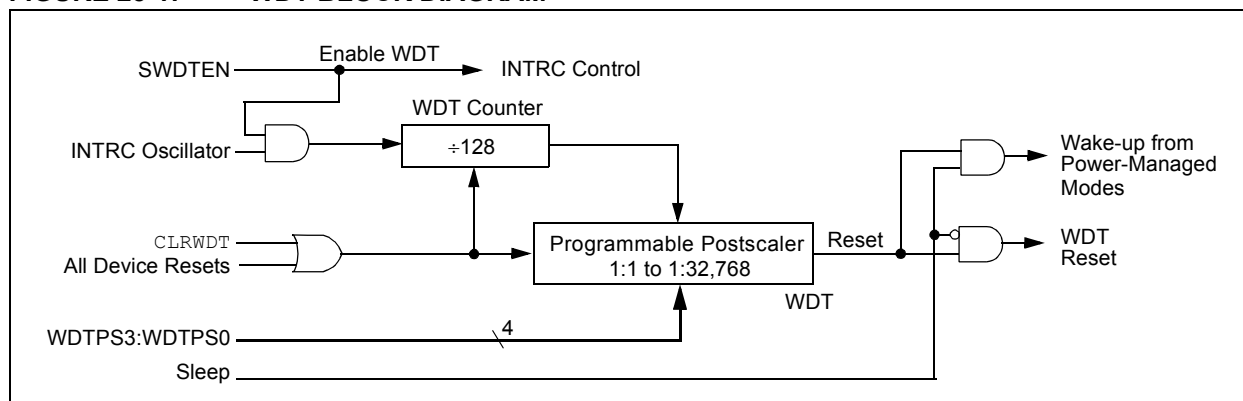 Enable WDT
SWDTEN
INTRC Control
WDT Counter
INTRC Oscillator
÷128
Wake-up from
Power-Managed
Modes
CLRWDT
All Device Resets
Programmable Postscaler
1:1 to 1:32,768
Reset
WDT
Reset
WDT
4
WDTPS3:WDTPS0
Sleep